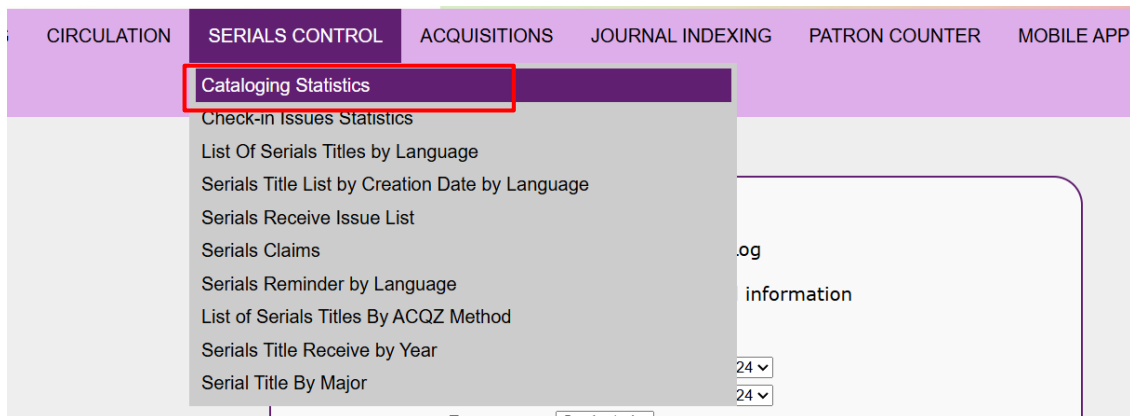 CIRCULATION SERIALS CONTROL ACQUISITIONS JOURNAL INDEXING PATRON COUNTER MOBILE APP
Cataloging Statistics
Check-in Issues Statistics
List Of Serials Titles by Language
Serials Title List by Creation Date by Language
Serials Receive Issue List
Serials Claims
Serials Reminder by Language
information
List of Serials Titles By ACQZ Method
Serials Title Receive by Year
24
Serial Title By Major
24